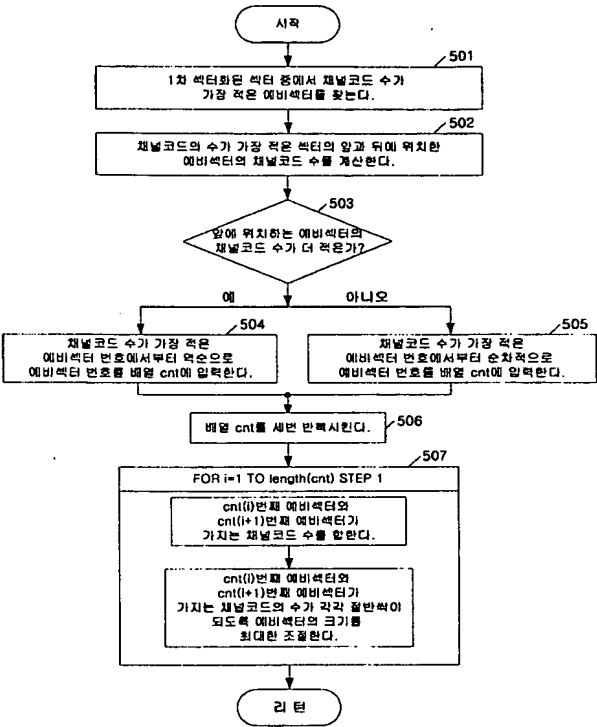 시작
501
1차 섹터화된 섹터 중에서 채널코드 수가
가장 적은 예비섹터를 찾는다.
502
채널코드의 수가 가장 적은 섹터의 앞과 뒤에 위치한
예비섹터의 채널코드 수를 계산한다.
503
앞에 위치하는 예비섹터의
채널코드 수가 더 적은가?
예
아니오
504
채널코드 수가 가장 적은
예비섹터 번호에서부터 역순으로
예비섹터 번호를 배열 cnt에 입력한다.
505
채널코드 수가 가장 적은
예비섹터 번호에서부터 순차적으로
예비섹터 번호를 배열 cnt에 입력한다.
506
배열 cnt를 세번 반복시킨다.
507
FOR i=1 TO length(cnt) STEP 1
cnt(i)번째 예비섹터와
cnt(i+1)번째 예비섹터가
가지는 채널코드 수를 합한다.
cnt(i)번째 예비섹터와
cnt(i+1)번째 예비섹터가
가지는 채널코드의 수가 각각 절반씩이
되도록 예비섹터의 크기를
최대한 조절한다.
리턴